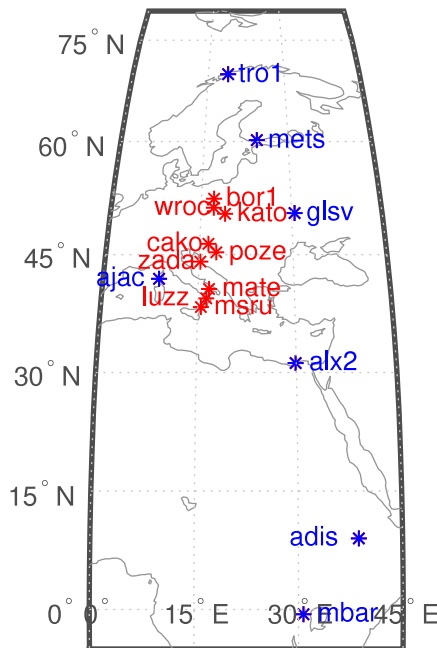 75° N
tro1
60° N
mets
bor1
wroc
kato
glsv
cako
poze
45° N
zada
ajac
mate
luzz
msru
alx2
30° N
15° N
adis
mbar
0°
0° E
15° E
30° E
45° E